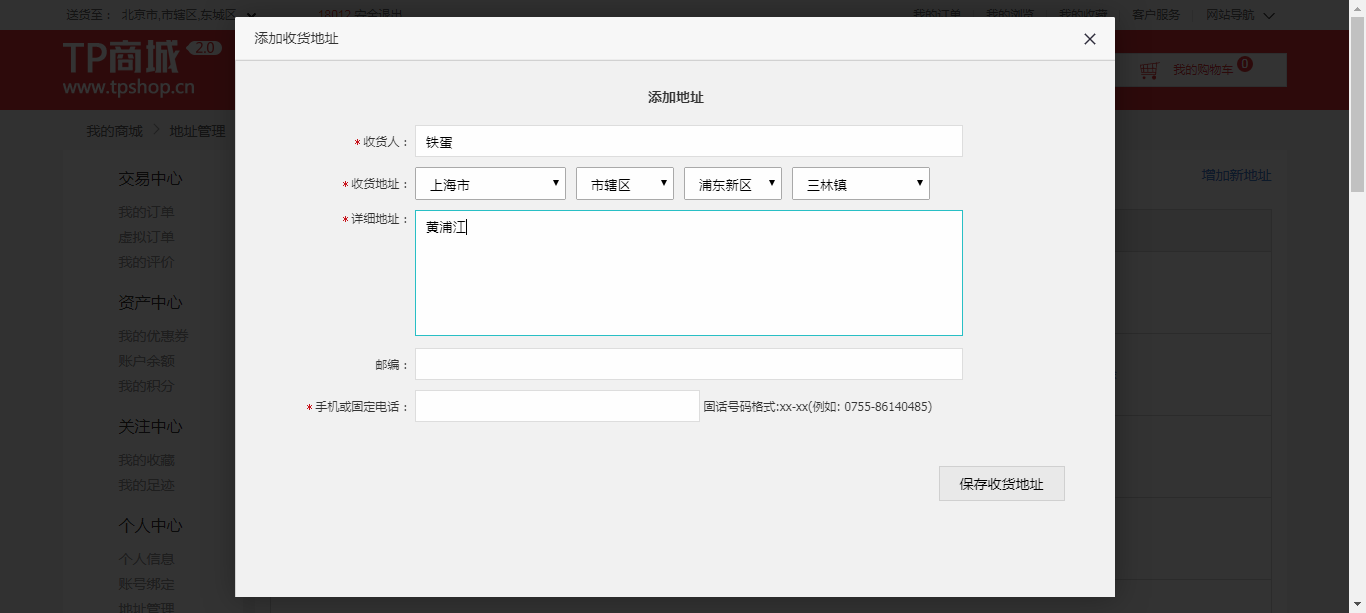 送货至： 北京市,市辖区,东城区
18012 安全退出
我的订单 我的浏览 我的收藏 客户服务 网站导航
TP商城 2.0
www.tpshop.cn
我的购物车 0
我的商城 > 地址管理
添加收货地址
添加地址
*收货人： 铁蛋
*收货地址： 上海市 市辖区 浦东新区 三林镇
*详细地址： 黄浦江
邮编：
*手机或固定电话： 固话号码格式:xx-xx(例如: 0755-86140485)
保存收货地址
增加新地址
交易中心
我的订单
虚拟订单
我的评价
资产中心
我的优惠券
账户余额
我的积分
关注中心
我的收藏
我的足迹
个人中心
个人信息
账号绑定
地址管理